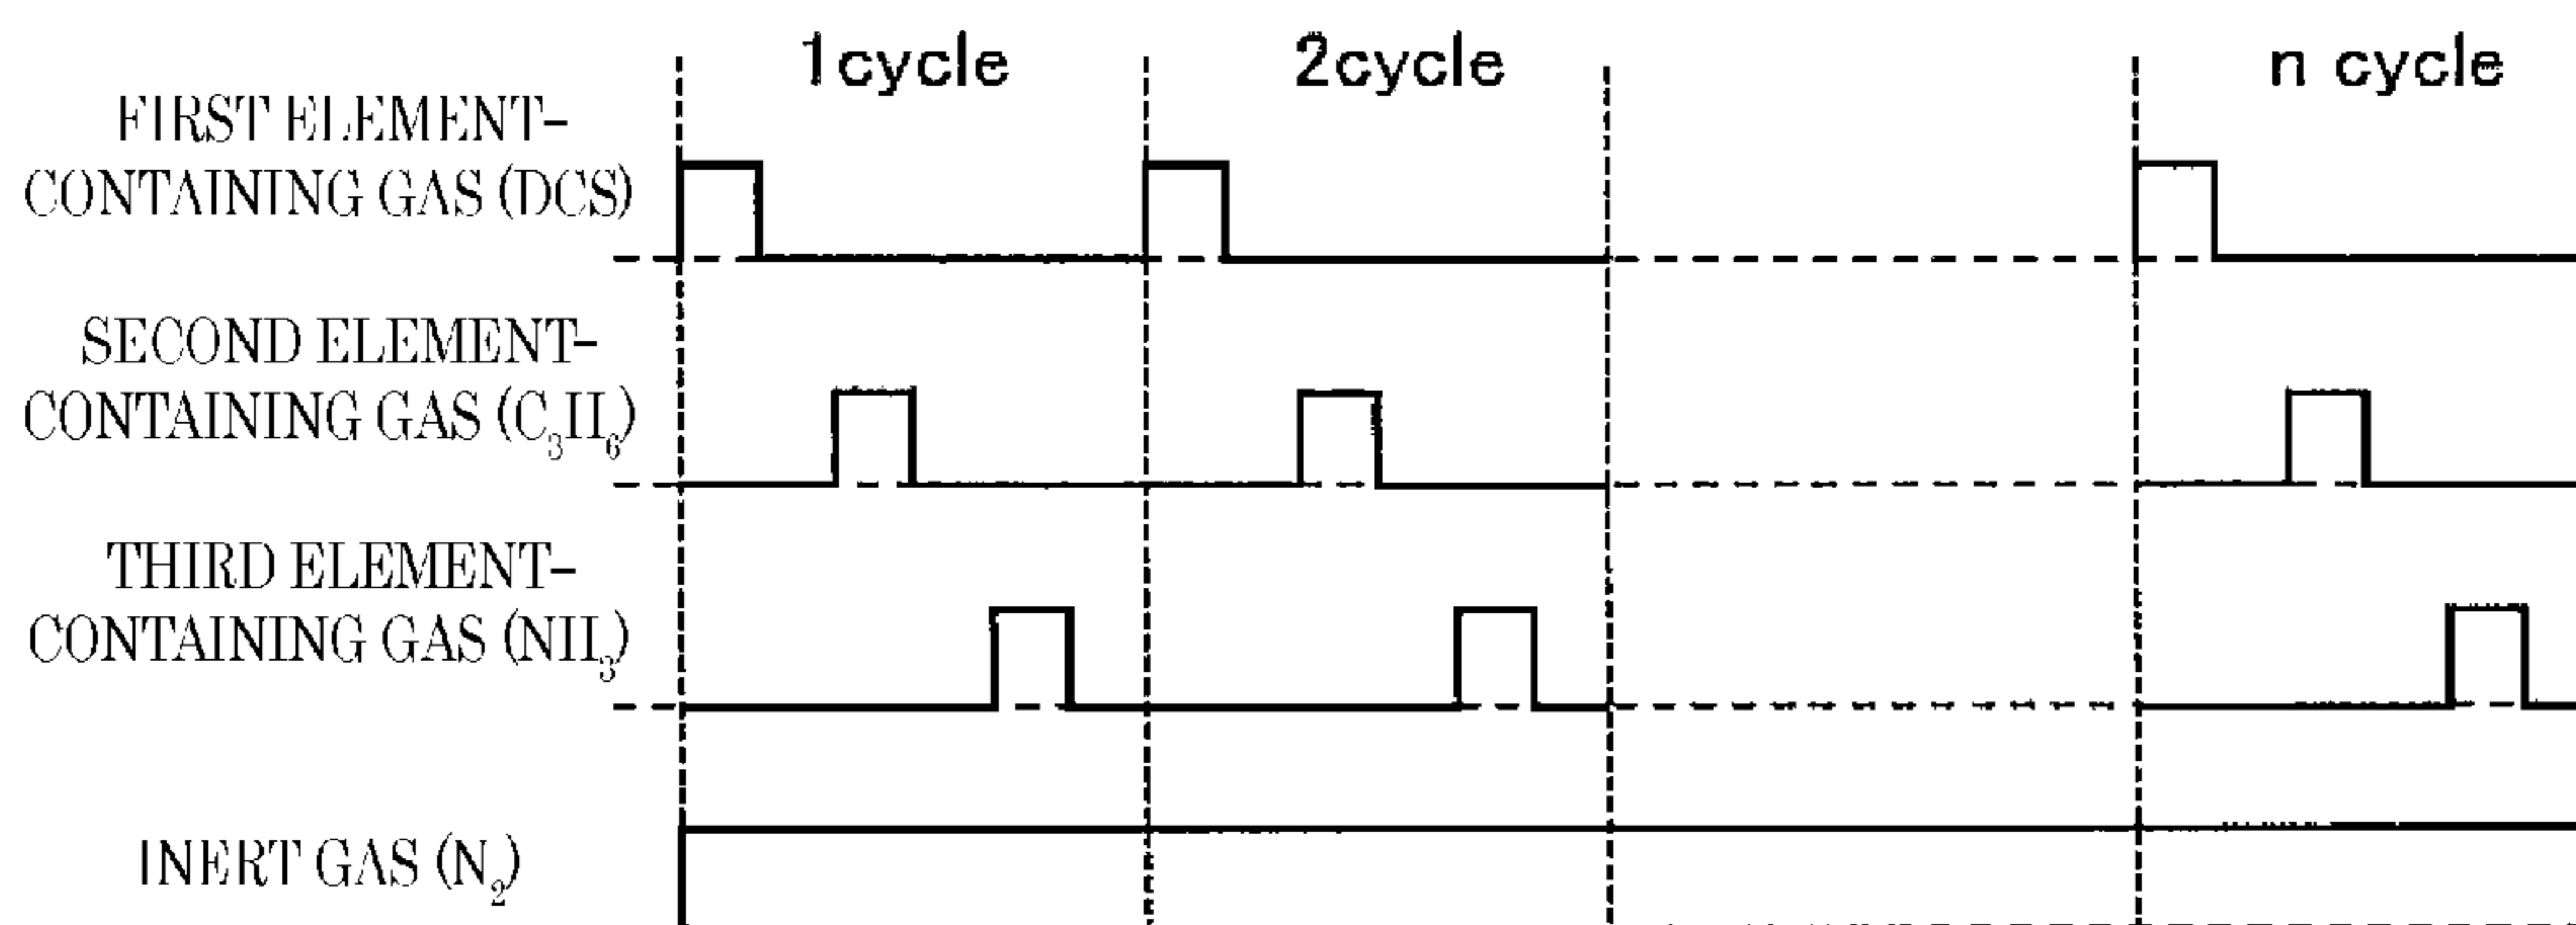 1cycle 2cycle n cycle
FIRST ELEMENT-
CONTAINING GAS (DCS)
SECOND ELEMENT-
CONTAINING GAS (C₃H₆)
THIRD ELEMENT-
CONTAINING GAS (NH₃)
INERT GAS (N₂)